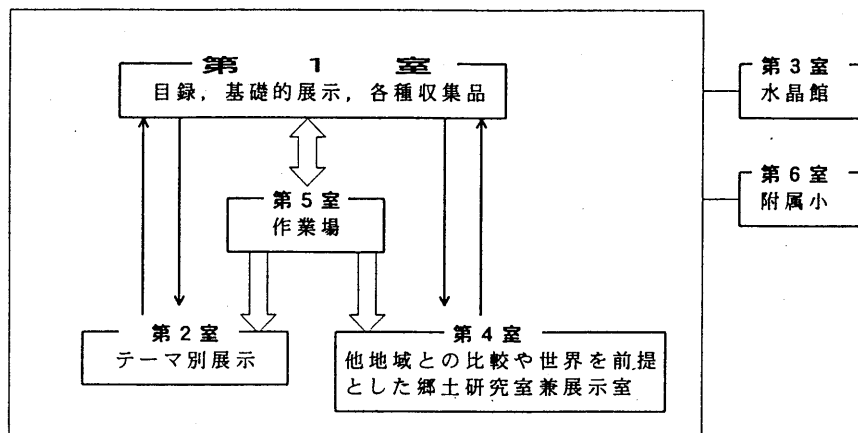 第1室
目録，基礎的展示，各種収集品
第3室
水晶館
第6室
附属小
第5室
作業場
第2室
テーマ別展示
第4室
他地域との比較や世界を前提
とした郷土研究室兼展示室